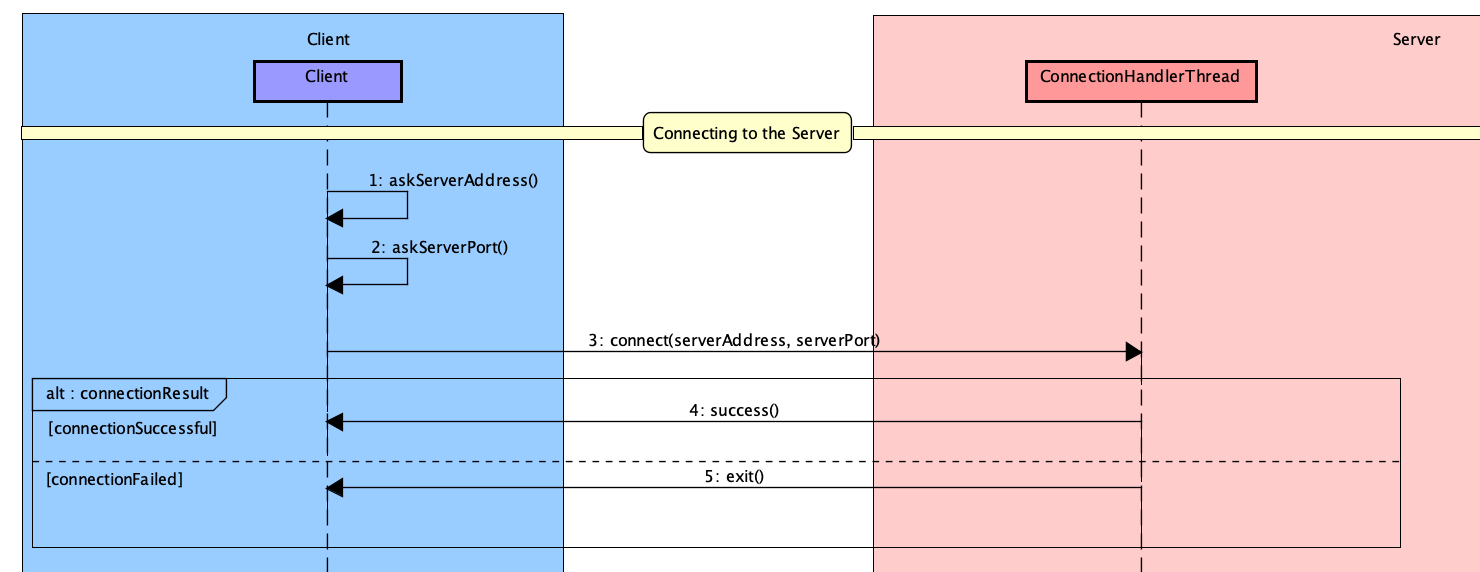 Client
Server
Client
ConnectionHandlerThread
Connecting to the Server
1: askServerAddress()
2: askServerPort()
3: connect(serverAddress, serverPort)
alt : connectionResult
4: success()
[connectionSuccessful]
5: exit()
[connectionFailed]